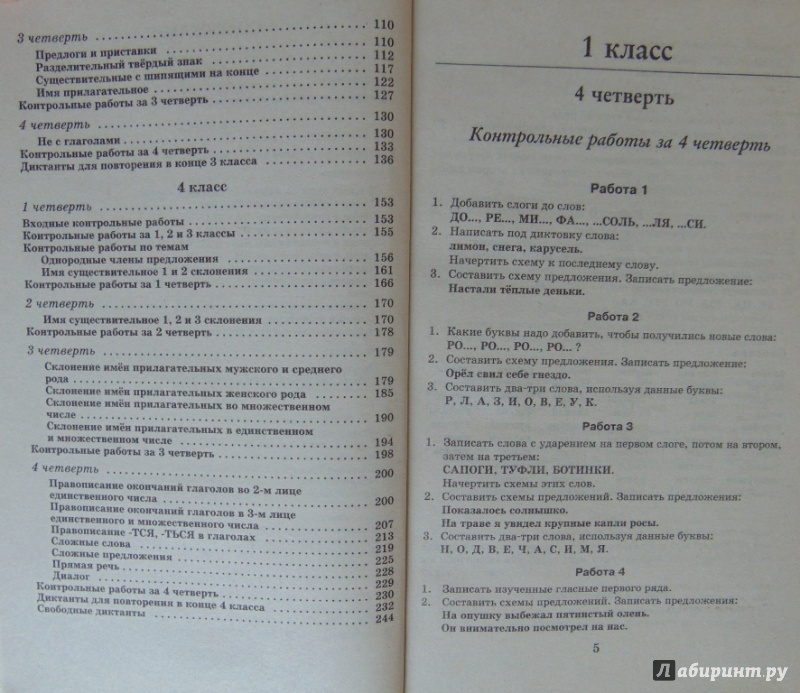 110
3 четверть 110
Предлоги и приставки 112
Разделительный твёрдый знак 117
Существительные с шипящими на конце 122
Имя прилагательное 127
Контрольные работы за 3 четверть
4 четверть 130
Не с глаголами 130
Контрольные работы за 4 четверть 133
Диктанты для повторения в конце 3 класса 136
4 класс
1 четверть 153
Входные контрольные работы 153
Контрольные работы за 1, 2 и 3 классы 155
Контрольные работы по темам
Однородные члены предложения 156
Имя существительное 1 и 2 склонения 161
Контрольные работы за 1 четверть 166
2 четверть 170
Имя существительное 1, 2 и 3 склонения 170
Контрольные работы за 2 четверть 178
3 четверть 179
Склонение имён прилагательных мужского и среднего
рода 179
Склонение имён прилагательных женского рода 185
Склонение имён прилагательных во множественном
числе 190
Склонение имён прилагательных в единственном
и множественном числе 194
Контрольные работы за 3 четверть 198
4 четверть 200
Правописание окончаний глаголов во 2-м лице
единственного числа 200
Правописание окончаний глаголов в 3-м лице
единственного и множественного числа 207
Правописание -ТСЯ, -ТЬСЯ в глаголах 213
Сложные слова 219
Сложные предложения 225
Прямая речь 228
Диалог 229
Контрольные работы за 4 четверть 230
Диктанты для повторения в конце 4 класса 232
Свободные диктанты 244
1 класс
4 четверть
Контрольные работы за 4 четверть
Работа 1
1. Добавить слоги до слов:
ДО..., РЕ..., МИ..., ФА..., ...СОЛЬ, ...ЛЯ, ...СИ.
2. Написать под диктовку слова:
лимон, снега, карусель.
Начертить схему к последнему слову.
3. Составить схему предложения. Записать предложение:
Настали тёплые деньки.
Работа 2
1. Какие буквы надо добавить, чтобы получились новые слова:
РО..., РО..., РО..., РО... ?
2. Составить схему предложения. Записать предложение:
Орёл свил себе гнездо.
3. Составить два-три слова, используя данные буквы:
Р, Л, А, З, И, О, В, Е, У, К.
Работа 3
1. Записать слова с ударением на первом слоге, потом на втором,
затем на третьем:
САПОГИ, ТУФЛИ, БОТИНКИ.
Начертить схемы этих слов.
2. Составить схемы предложений. Записать предложения:
Показалось солнышко.
На траве я увидел крупные капли росы.
3. Составить два-три слова, используя данные буквы:
Н, О, Д, В, Е, Ч, А, С, И, М, Я.
Работа 4
1. Записать изученные гласные первого ряда.
2. Составить схемы предложений. Записать предложения:
На опушку выбежал пятнистый олень.
Он внимательно посмотрел на нас.
5
Лабиринт.ру